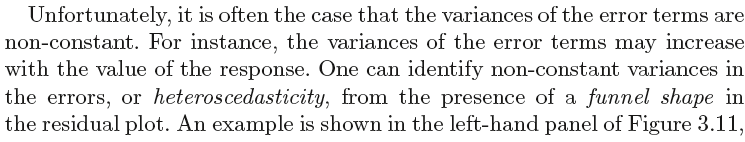 Unfortunately, it is often the case that the variances of the error terms are
non-constant. For instance, the variances of the error terms may increase
with the value of the response. One can identify non-constant variances in
the errors, or heteroscedasticity, from the presence of a funnel shape in
the residual plot. An example is shown in the left-hand panel of Figure 3.11,